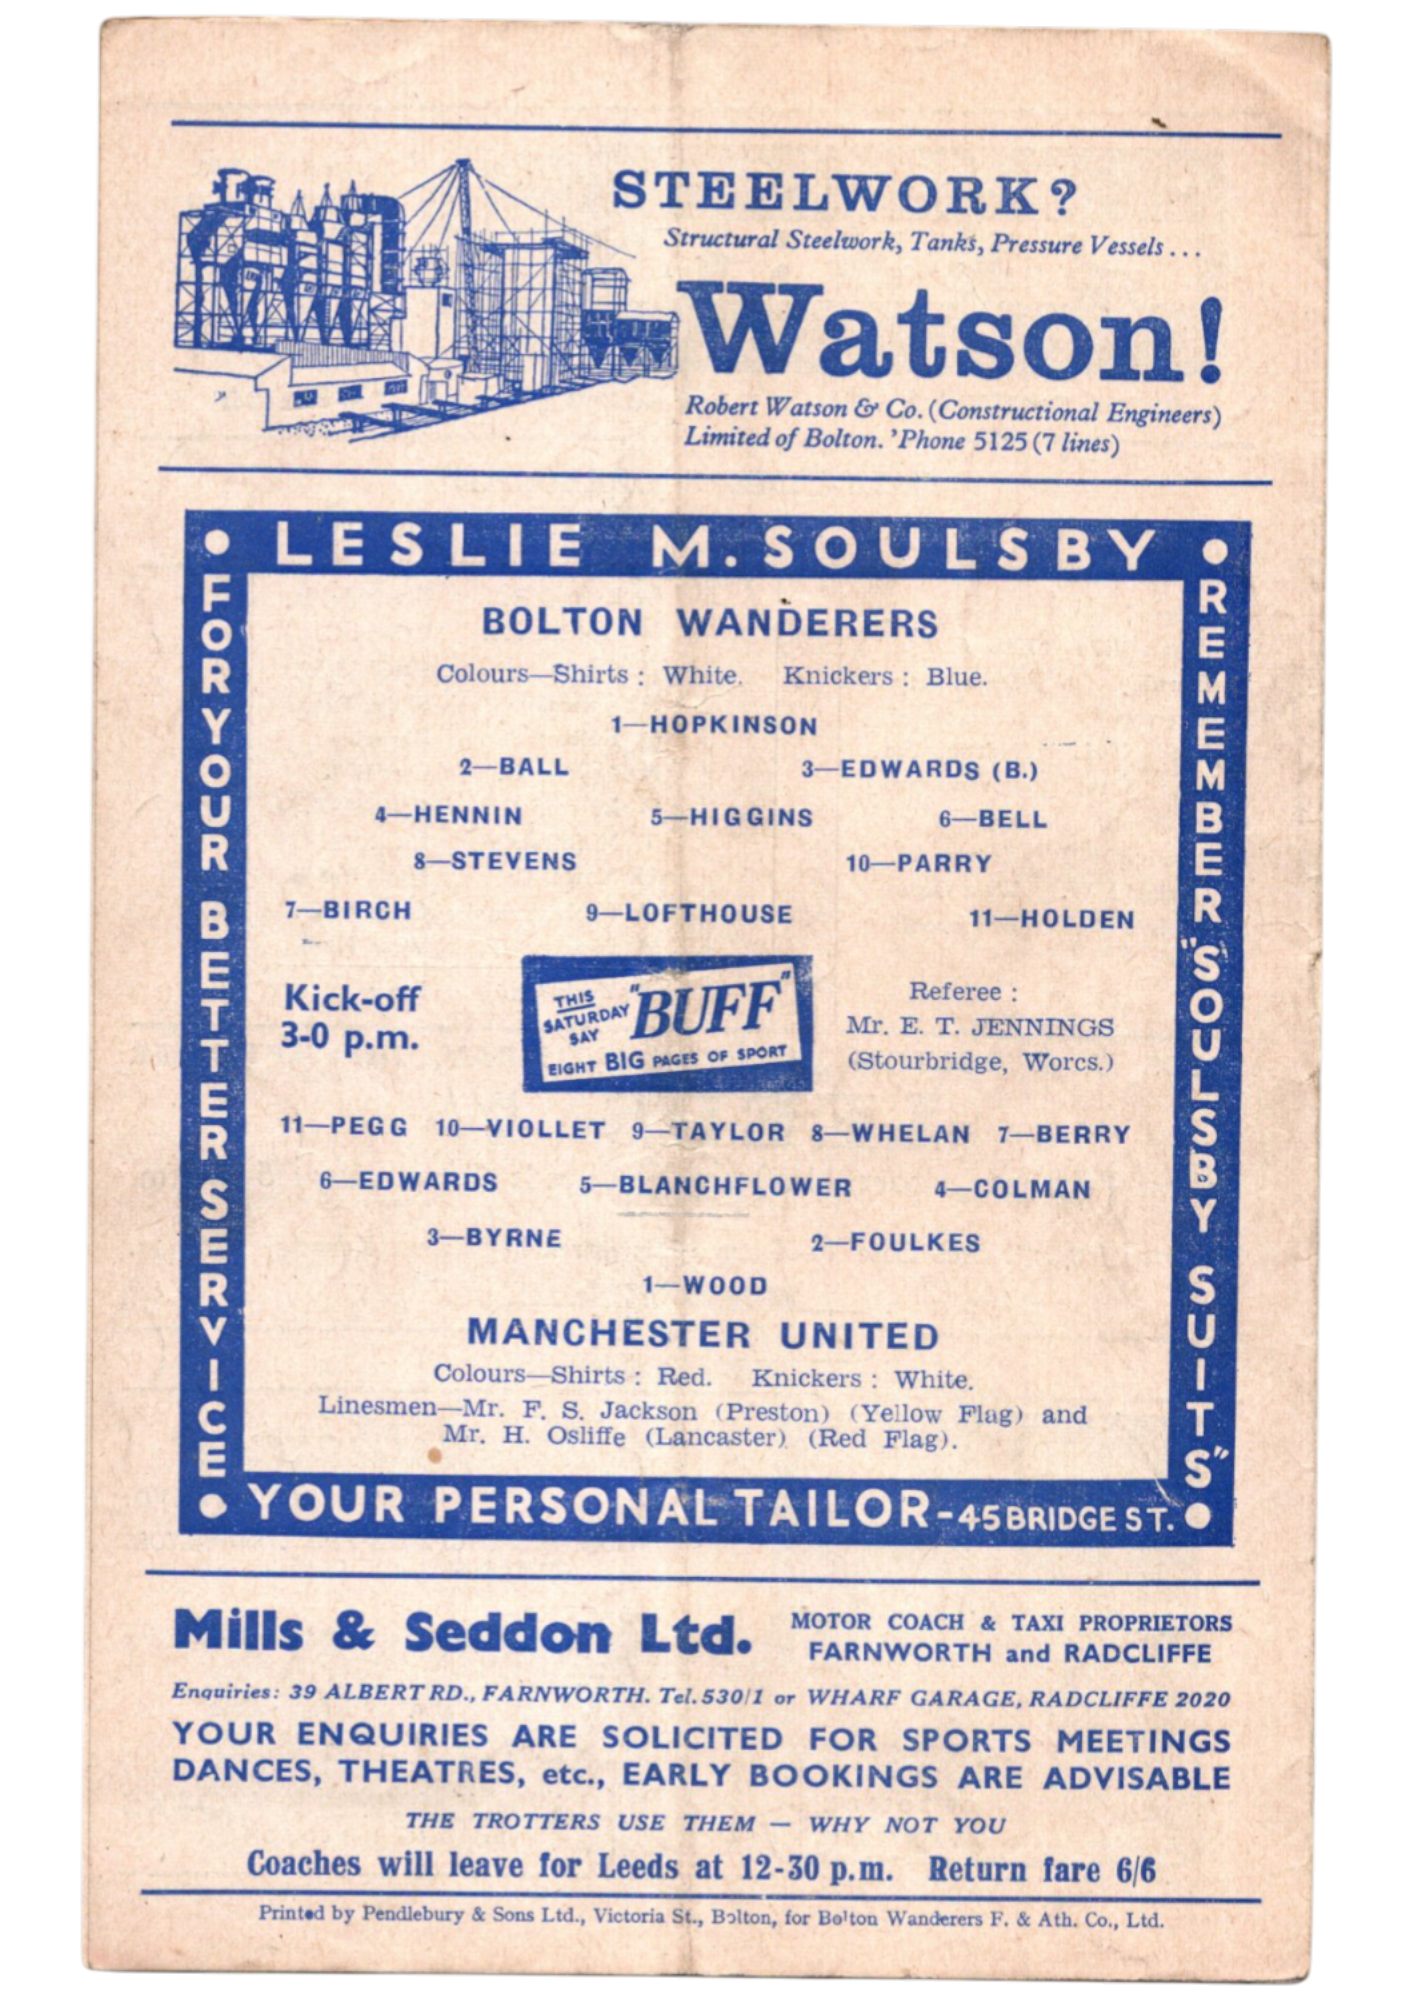 STEELWORK?
Structural Steelwork, Tanks, Pressure Vessels...
Watson!
Robert Watson & Co. (Constructional Engineers)
Limited of Bolton. 'Phone 5125 (7 lines)
• LESLIE M. SOULSBY •
FOR YOUR BETTER SERVICE
REMEMBER "SOULSBY SUITS"
BOLTON WANDERERS
Colours—Shirts : White. Knickers : Blue.
1—HOPKINSON
2—BALL 3—EDWARDS (B.)
4—HENNIN 5—HIGGINS 6—BELL
8—STEVENS 10—PARRY
7—BIRCH 9—LOFTHOUSE 11—HOLDEN
Kick-off
3-0 p.m.
THIS
SATURDAY
SAY
"BUFF"
EIGHT BIG PAGES OF SPORT
Referee :
Mr. E. T. JENNINGS
(Stourbridge, Worcs.)
11—PEGG 10—VIOLLET 9—TAYLOR 8—WHELAN 7—BERRY
6—EDWARDS 5—BLANCHFLOWER 4—COLMAN
3—BYRNE 2—FOULKES
1—WOOD
MANCHESTER UNITED
Colours—Shirts : Red. Knickers : White.
Linesmen—Mr. F. S. Jackson (Preston) (Yellow Flag) and
Mr. H. Osliffe (Lancaster) (Red Flag).
• YOUR PERSONAL TAILOR-45 BRIDGE ST. •
Mills & Seddon Ltd.
MOTOR COACH & TAXI PROPRIETORS
FARNWORTH and RADCLIFFE
Enquiries: 39 ALBERT RD., FARNWORTH. Tel. 530/1 or WHARF GARAGE, RADCLIFFE 2020
YOUR ENQUIRIES ARE SOLICITED FOR SPORTS MEETINGS
DANCES, THEATRES, etc., EARLY BOOKINGS ARE ADVISABLE
THE TROTTERS USE THEM — WHY NOT YOU
Coaches will leave for Leeds at 12-30 p.m. Return fare 6/6
Printed by Pendlebury & Sons Ltd., Victoria St., Bolton, for Bolton Wanderers F. & Ath. Co., Ltd.